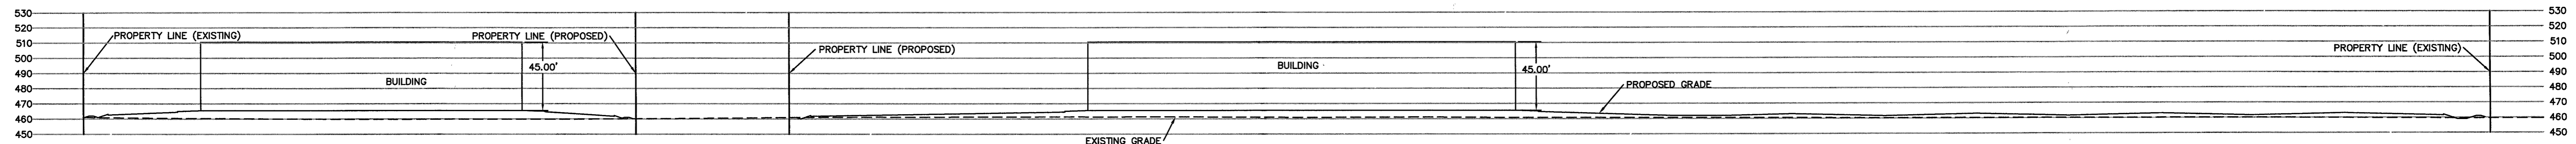 530
520
510
500
490
480
470
460
450
PROPERTY LINE (EXISTING)
BUILDING
PROPERTY LINE (PROPOSED)
45.00'
PROPERTY LINE (PROPOSED)
BUILDING
45.00'
PROPOSED GRADE
EXISTING GRADE
PROPERTY LINE (EXISTING)
530
520
510
500
490
480
470
460
450